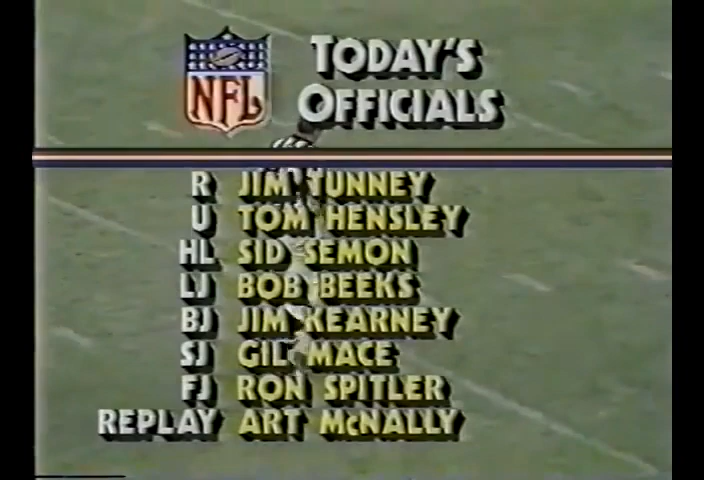 NFL
TODAY'S
OFFICIALS
R JIM TUNNEY
U TOM HENSLEY
HL SID SEMON
LJ BOB BEEKS
BJ JIM KEARNEY
SJ GIL MACE
FJ RON SPITLER
REPLAY ART McNALLY